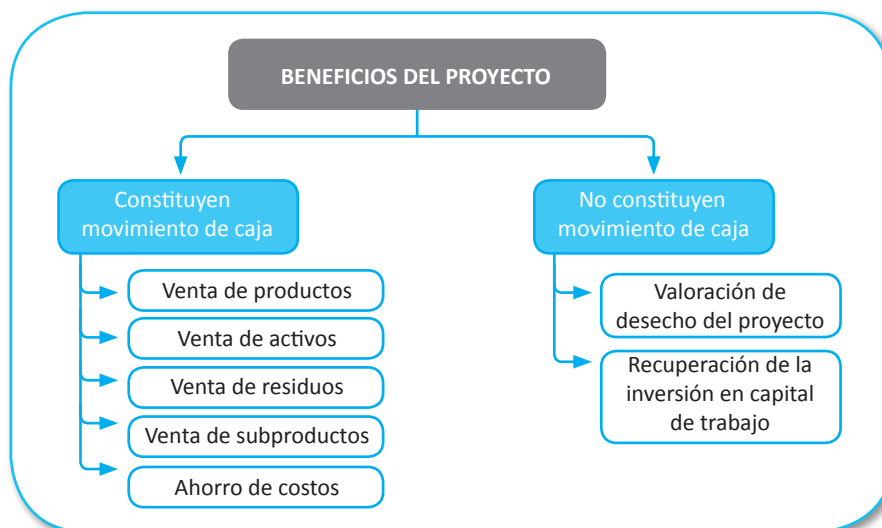 BENEFICIOS DEL PROYECTO
Constituyen
movimiento de caja
Venta de productos
Venta de activos
Venta de residuos
Venta de subproductos
Ahorro de costos
No constituyen
movimiento de caja
Valoración de
desecho del proyecto
Recuperación de la
inversión en capital
de trabajo